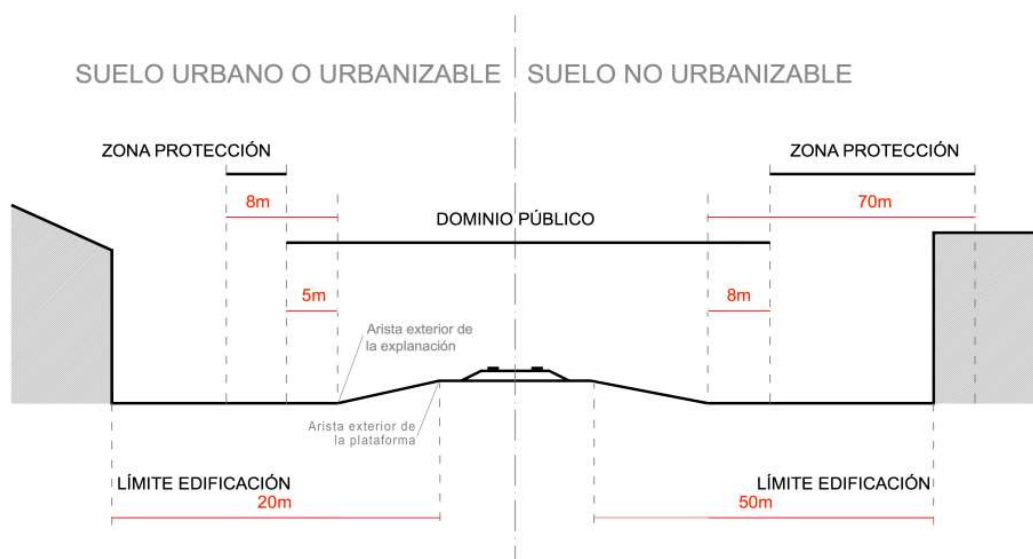 SUELO URBANO O URBANIZABLE
SUELO NO URBANIZABLE
ZONA PROTECCIÓN
ZONA PROTECCIÓN
8m
70m
DOMINIO PÚBLICO
5m
8m
Arista exterior de
la explanación
Arista exterior de
la plataforma
LÍMITE EDIFICACIÓN
LÍMITE EDIFICACIÓN
20m
50m